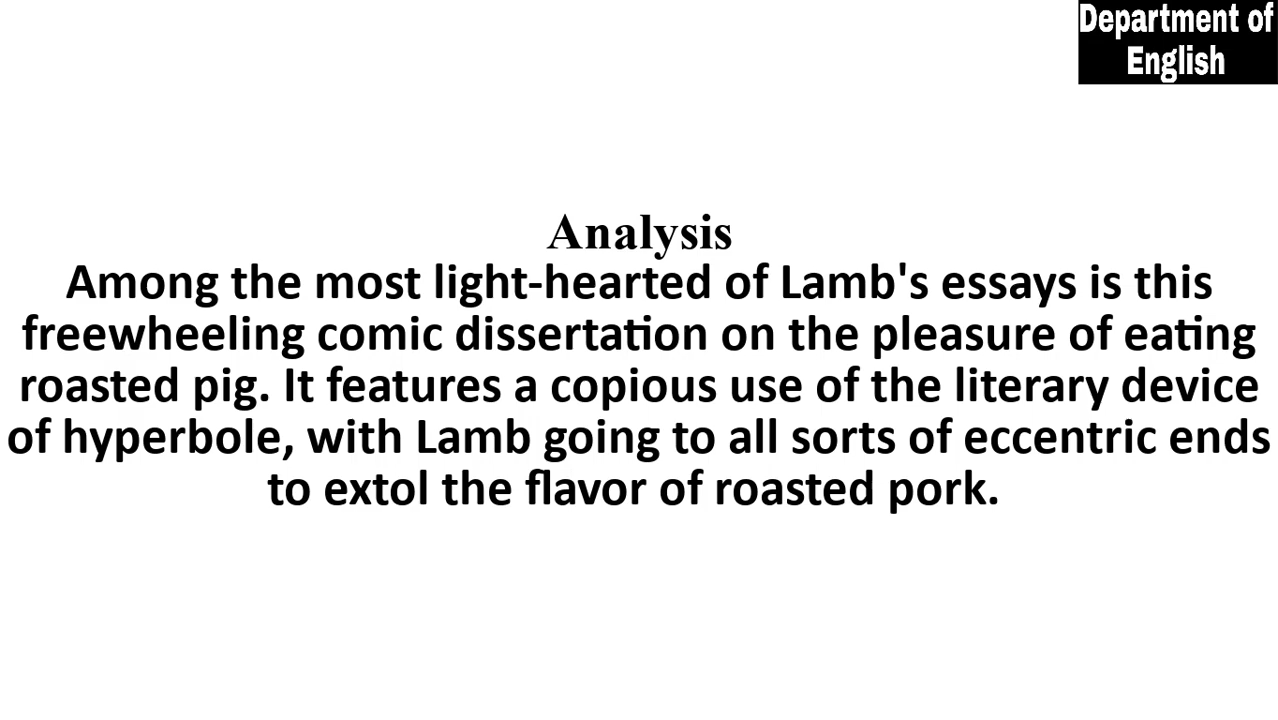 Department of
English
Analysis
Among the most light-hearted of Lamb's essays is this
freewheeling comic dissertation on the pleasure of eating
roasted pig. It features a copious use of the literary device
of hyperbole, with Lamb going to all sorts of eccentric ends
to extol the flavor of roasted pork.